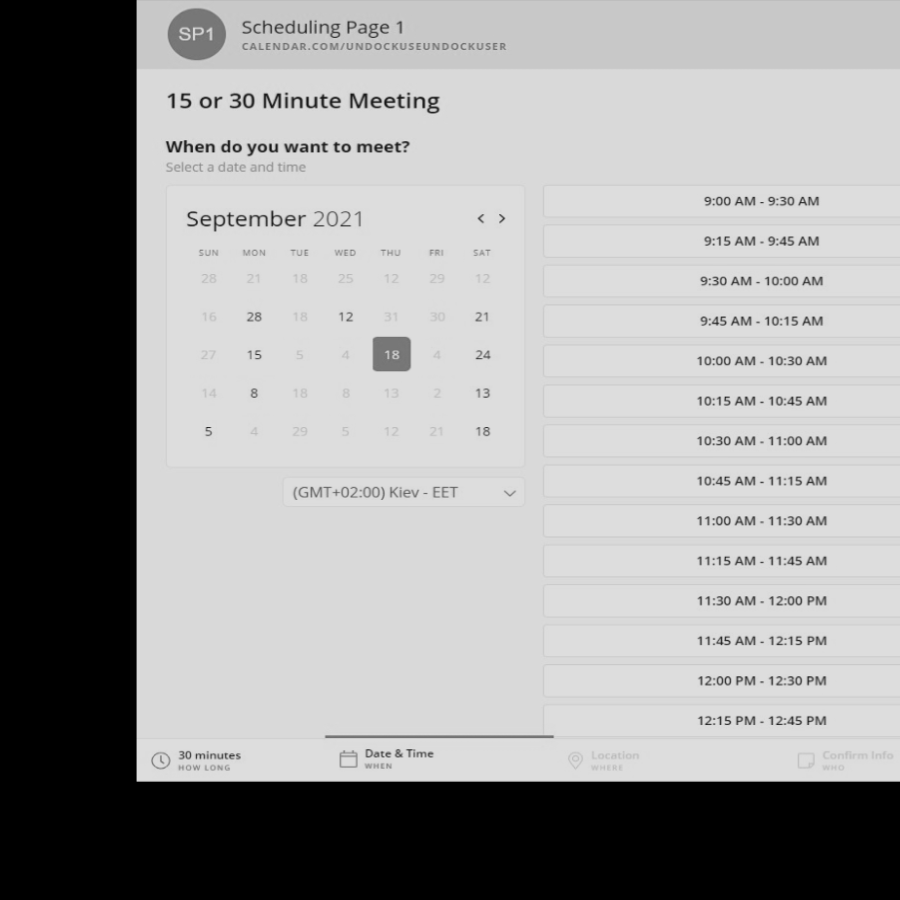 SP1
Scheduling Page 1
CALENDAR.COM/UNDOCKUSEUNDOCKUSER
15 or 30 Minute Meeting
When do you want to meet?
Select a date and time
September 2021 < >
SUN MON TUE WED THU FRI SAT
28 21 18 25 12 29 12
16 28 18 12 31 30 21
27 15 5 4 18 4 24
14 8 18 8 13 2 13
5 4 29 5 12 21 18
(GMT+02:00) Kiev - EET
9:00 AM - 9:30 AM
9:15 AM - 9:45 AM
9:30 AM - 10:00 AM
9:45 AM - 10:15 AM
10:00 AM - 10:30 AM
10:15 AM - 10:45 AM
10:30 AM - 11:00 AM
10:45 AM - 11:15 AM
11:00 AM - 11:30 AM
11:15 AM - 11:45 AM
11:30 AM - 12:00 PM
11:45 AM - 12:15 PM
12:00 PM - 12:30 PM
12:15 PM - 12:45 PM
30 minutes
HOW LONG
Date & Time
WHEN
Location
WHERE
Confirm Info
WHO